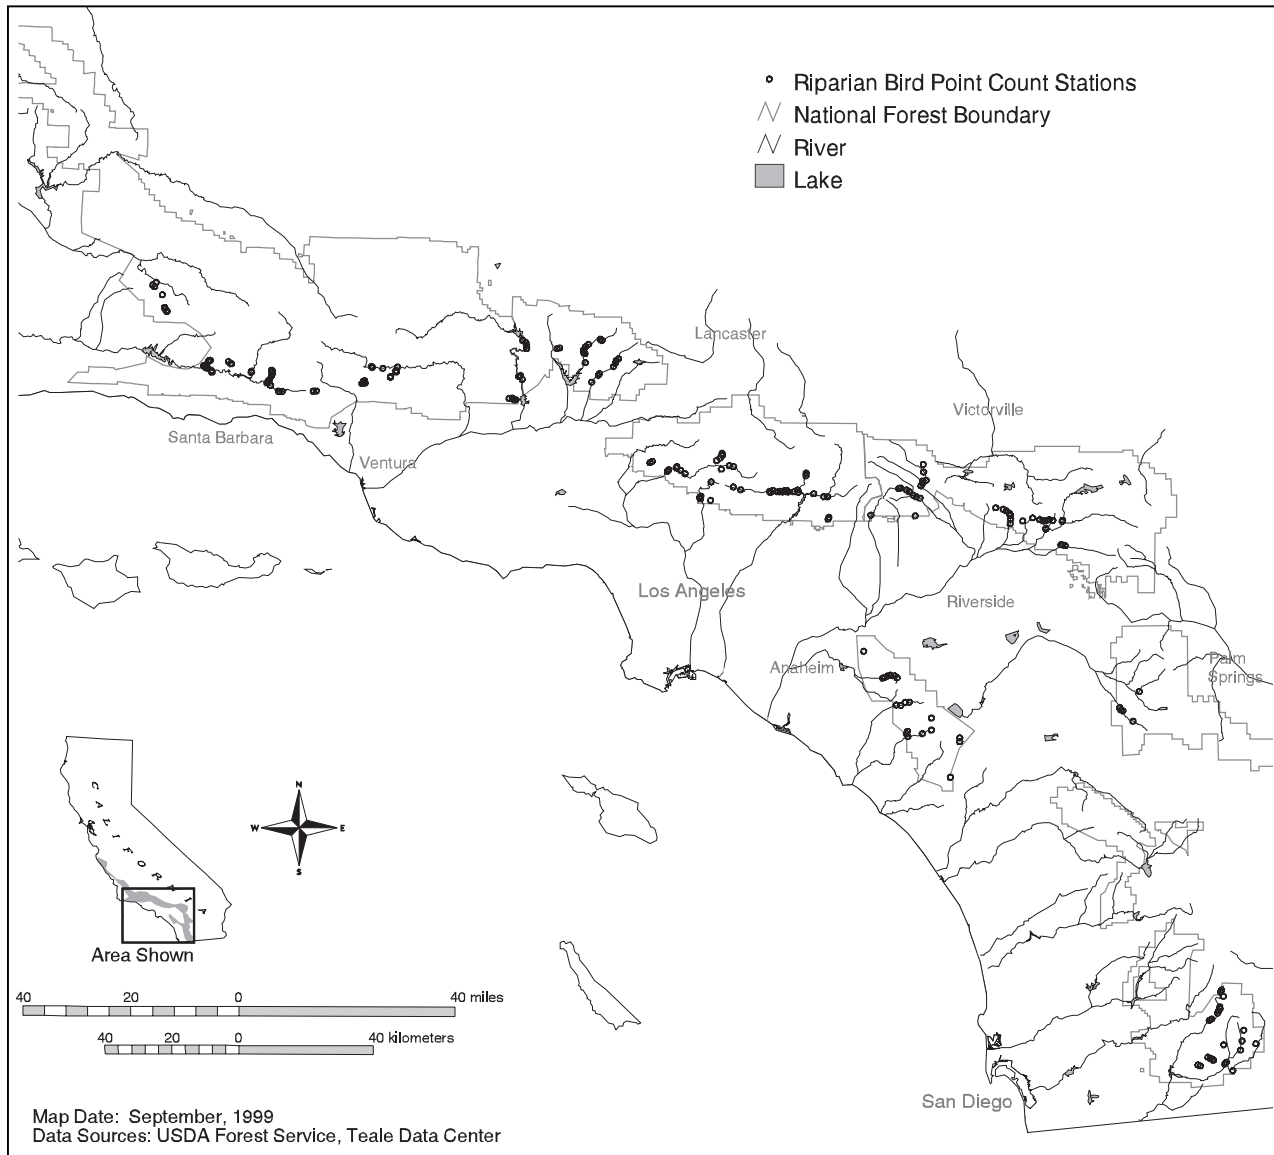 Riparian Bird Point Count Stations
National Forest Boundary
River
Lake
Lancaster
Victorville
Santa Barbara
Ventura
Los Angeles
Riverside
Anaheim
Palm
Springs
CALIFORNIA
N
W E
S
Area Shown
40 20 0 40 miles
40 20 0 40 kilometers
San Diego
Map Date: September, 1999
Data Sources: USDA Forest Service, Teale Data Center